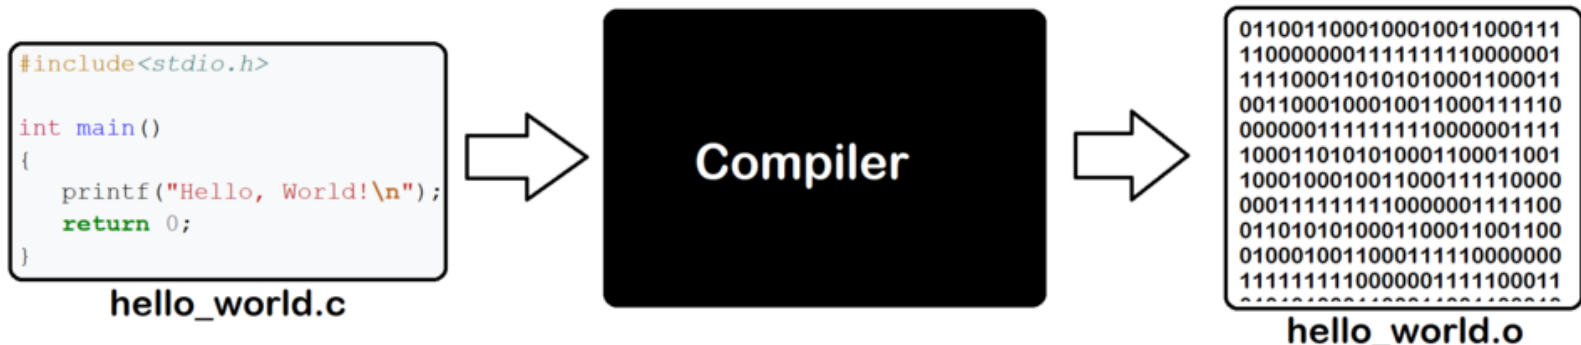 #include<stdio.h>
int main()
{
printf("Hello, World!\n");
return 0;
}
hello_world.c
Compiler
0110011000100010011000111
1100000001111111110000001
1111000110101010001100011
0011000100010011000111110
0000001111111110000001111
1000110101010001100011001
1000100010011000111110000
0001111111110000001111100
0110101010001100011001100
0100010011000111110000000
1111111110000001111100011
hello_world.o